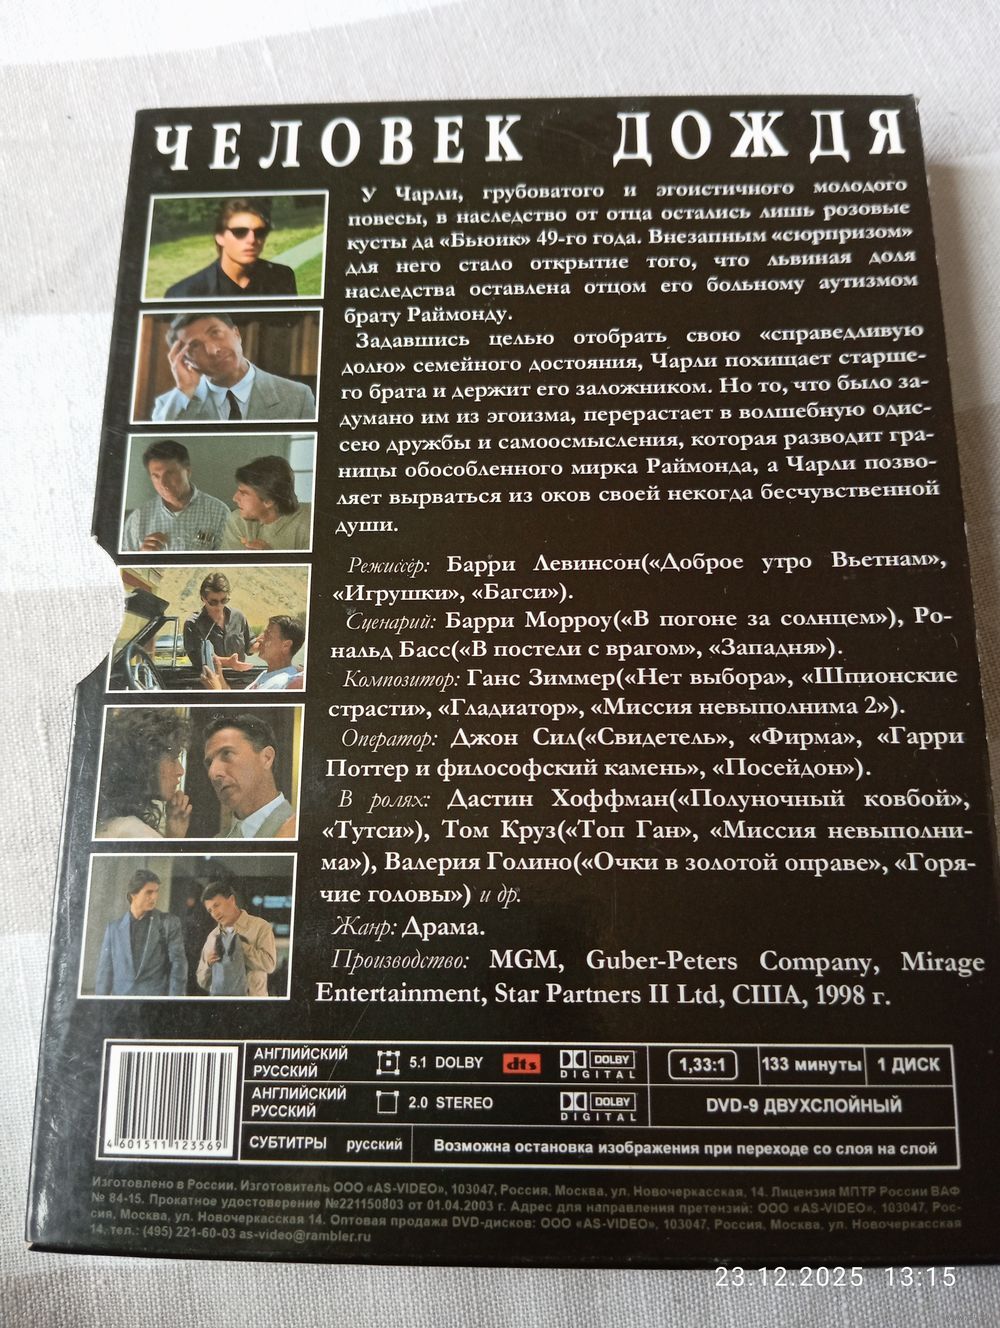 ЧЕЛОВЕК ДОЖДЯ
У Чарли, грубоватого и эгоистичного молодого
повесы, в наследство от отца остались лишь розовые
кусты да «Бьюик» 49-го года. Внезапным «сюрпризом»
для него стало открытие того, что львиная доля
наследства оставлена отцом его больному аутизмом
брату Раймонду.
Задавшись целью отобрать свою «справедливую
долю» семейного достояния, Чарли похищает старше-
го брата и держит его заложником. Но то, что было за-
думано им из эгоизма, перерастает в волшебную одис-
сею дружбы и самоосмысления, которая разводит гра-
ницы обособленного мирка Раймонда, а Чарли позво-
ляет вырваться из оков своей некогда бесчувственной
души.
Режиссёр: Барри Левинсон(«Доброе утро Вьетнам»,
«Игрушки», «Багси»).
Сценарий: Барри Морроу(«В погоне за солнцем»), Ро-
нальд Басс(«В постели с врагом», «Западня»).
Композитор: Ганс Зиммер(«Нет выбора», «Шпионские
страсти», «Гладиатор», «Миссия невыполнима 2»).
Оператор: Джон Сил(«Свидетель», «Фирма», «Гарри
Поттер и философский камень», «Посейдон»).
В ролях: Дастин Хоффман(«Полуночный ковбой»,
«Тутси»), Том Круз(«Топ Ган», «Миссия невыполни-
ма»), Валерия Голино(«Очки в золотой оправе», «Горя-
чие головы») и др.
Жанр: Драма.
Производство: MGM, Guber-Peters Company, Mirage
Entertainment, Star Partners II Ltd, США, 1998 г.
4 601511 123569
АНГЛИЙСКИЙ
РУССКИЙ
5.1 DOLBY
dts
DOLBY
DIGITAL
1,33:1
133 минуты
1 ДИСК
АНГЛИЙСКИЙ
РУССКИЙ
2.0 STEREO
DOLBY
DIGITAL
DVD-9 ДВУХСЛОЙНЫЙ
СУБТИТРЫ русский
Возможна остановка изображения при переходе со слоя на слой
Изготовлено в России. Изготовитель ООО «AS-VIDEO», 103047, Россия. Москва, ул. Новочеркасская, 14. Лицензия МПТР России ВАФ
№ 84-15. Прокатное удостоверение №221150803 от 01.04.2003 г. Адрес для направления претензий: ООО «AS-VIDEO», 103047, Рос-
сия, Москва, ул. Новочеркасская 14. Оптовая продажа DVD-дисков: ООО «AS-VIDEO», 103047, Россия, Москва, ул. Новочеркасская
14, тел.: (495) 221-60-03 as-video@rambler.ru
23.12.2025 13:15